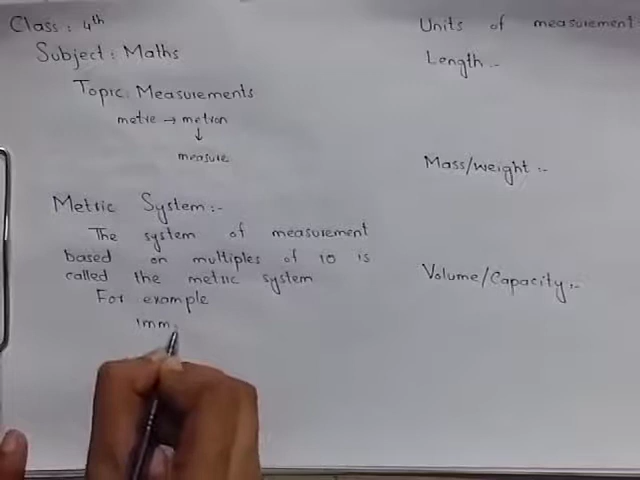 Class: 4th
Subject: Maths
Topic: Measurements
metre → metron
↓
measure
Metric System:-
The system of measurement
based on multiples of 10 is
called the metric system
For example
1mm
Units of measurement
Length:-
Mass/weight:-
Volume/Capacity:-